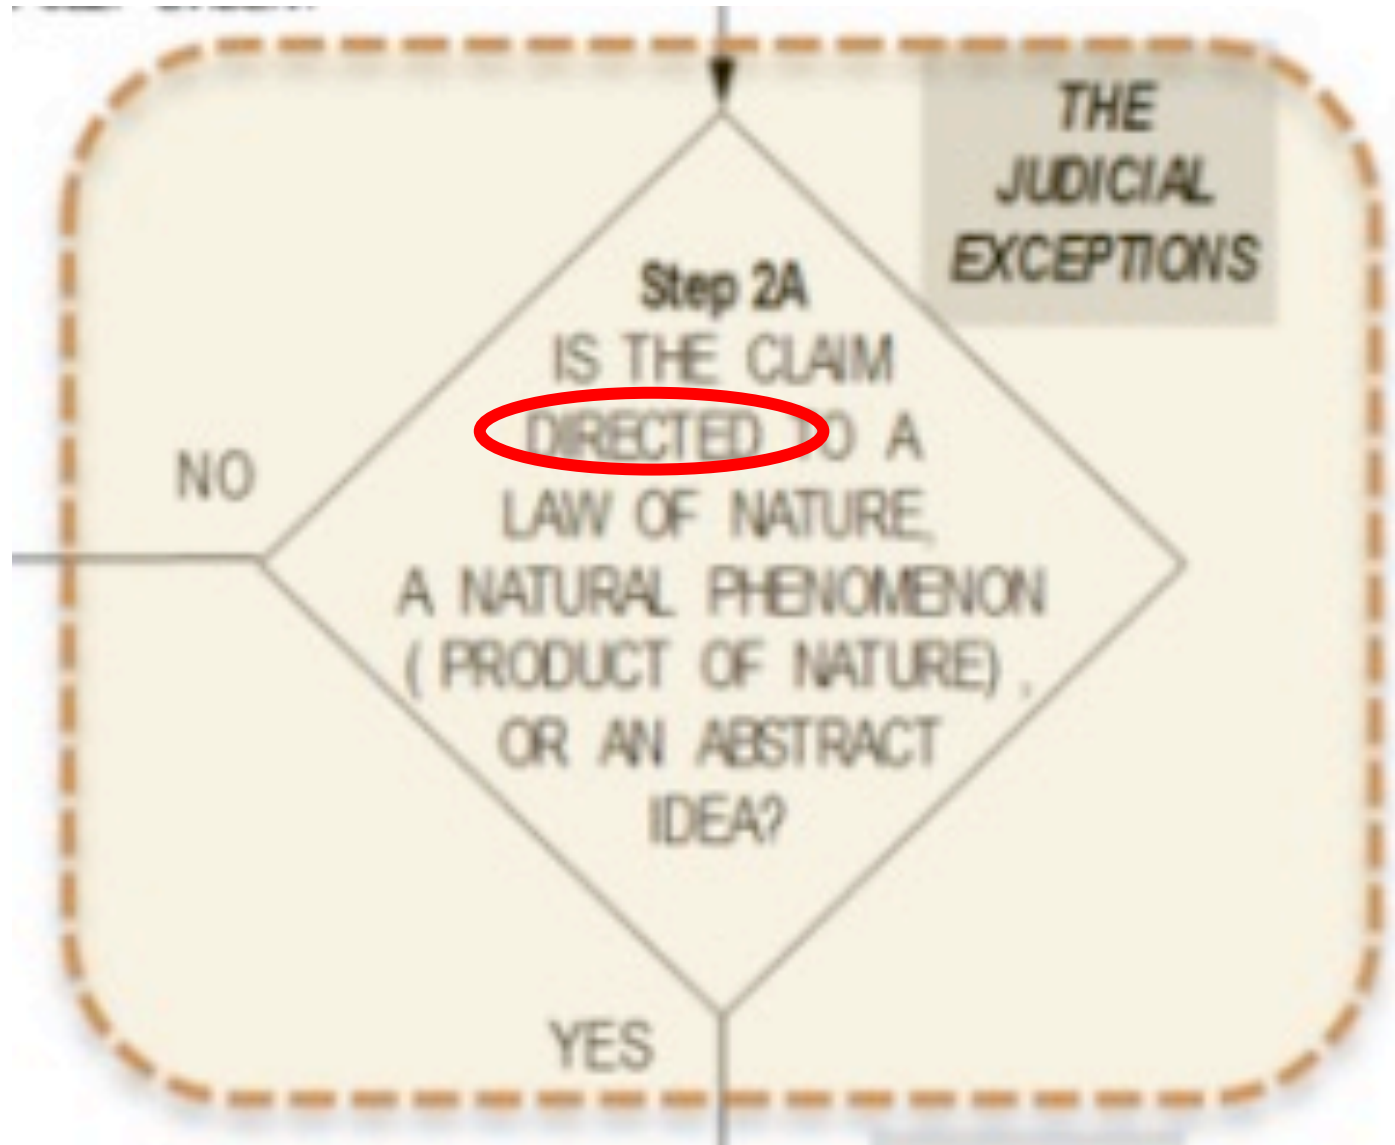 THE
JUDICIAL
EXCEPTIONS
Step 2A
IS THE CLAIM
DIRECTED TO A
LAW OF NATURE,
A NATURAL PHENOMENON
( PRODUCT OF NATURE) ,
OR AN ABSTRACT
IDEA?
NO
YES